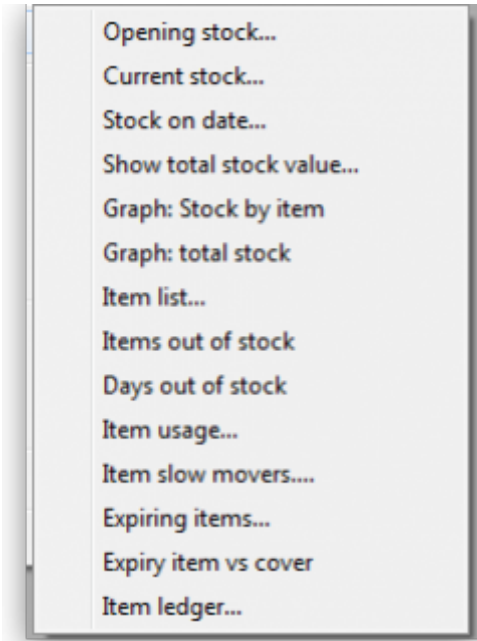 Opening stock...
Current stock...
Stock on date...
Show total stock value...
Graph: Stock by item
Graph: total stock
Item list...
Items out of stock
Days out of stock
Item usage...
Item slow movers....
Expiring items...
Expiry item vs cover
Item ledger...